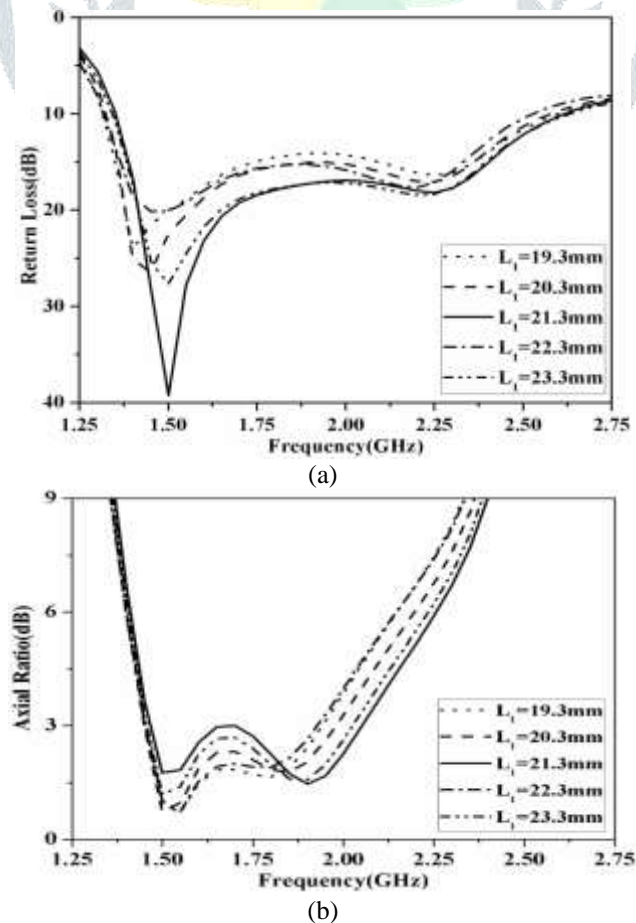 0
10
20
30
40
Return Loss(dB)
L1=19.3mm
L1=20.3mm
L1=21.3mm
L1=22.3mm
L1=23.3mm
1.25 1.50 1.75 2.00 2.25 2.50 2.75
Frequency(GHz)
(a)
9
6
3
0
Axial Ratio(dB)
L1=19.3mm
L1=20.3mm
L1=21.3mm
L1=22.3mm
L1=23.3mm
1.25 1.50 1.75 2.00 2.25 2.50 2.75
Frequency(GHz)
(b)